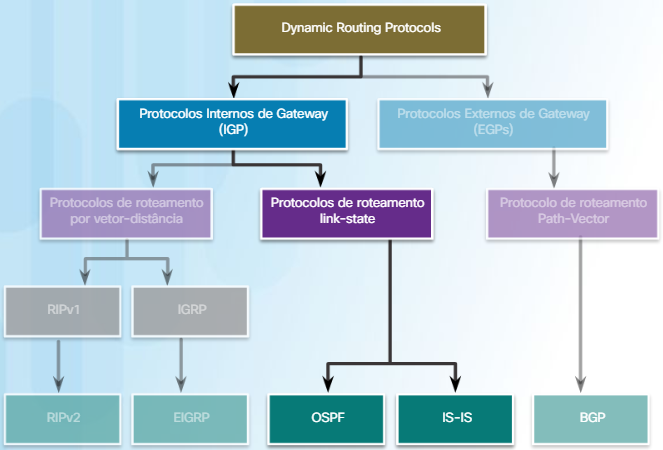 Dynamic Routing Protocols
Protocolos Internos de Gateway
(IGP)
Protocolos Externos de Gateway
(EGPs)
Protocolos de roteamento
por vetor-distância
Protocolos de roteamento
link-state
Protocolo de roteamento
Path-Vector
RIPv1
IGRP
RIPv2
EIGRP
OSPF
IS-IS
BGP